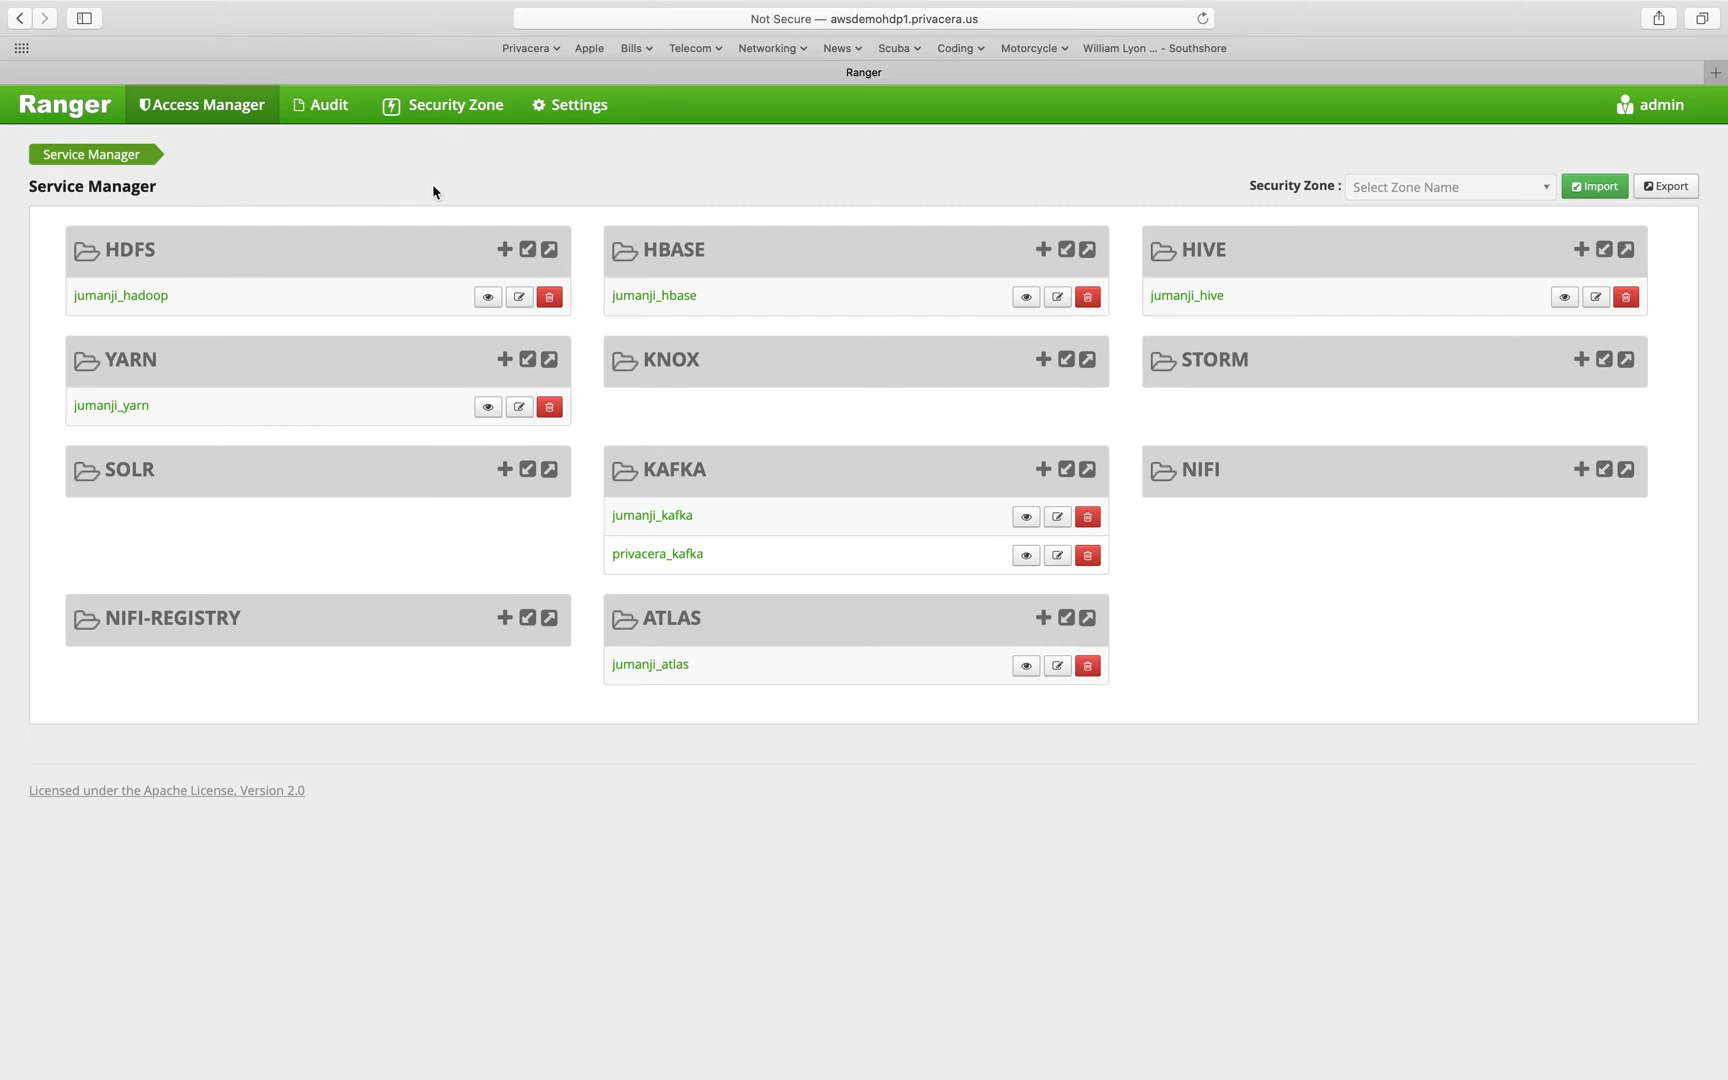 Not Secure — awsdemohdp1.privacera.us
Privacera Apple Bills Telecom Networking News Scuba Coding Motorcycle William Lyon ... - Southshore
Ranger
Ranger Access Manager Audit Security Zone Settings admin
Service Manager
Service Manager Security Zone : Select Zone Name Import Export
HDFS HBASE HIVE
jumanji_hadoop jumanji_hbase jumanji_hive
YARN KNOX STORM
jumanji_yarn
SOLR KAFKA NIFI
jumanji_kafka
privacera_kafka
NIFI-REGISTRY ATLAS
jumanji_atlas
Licensed under the Apache License, Version 2.0